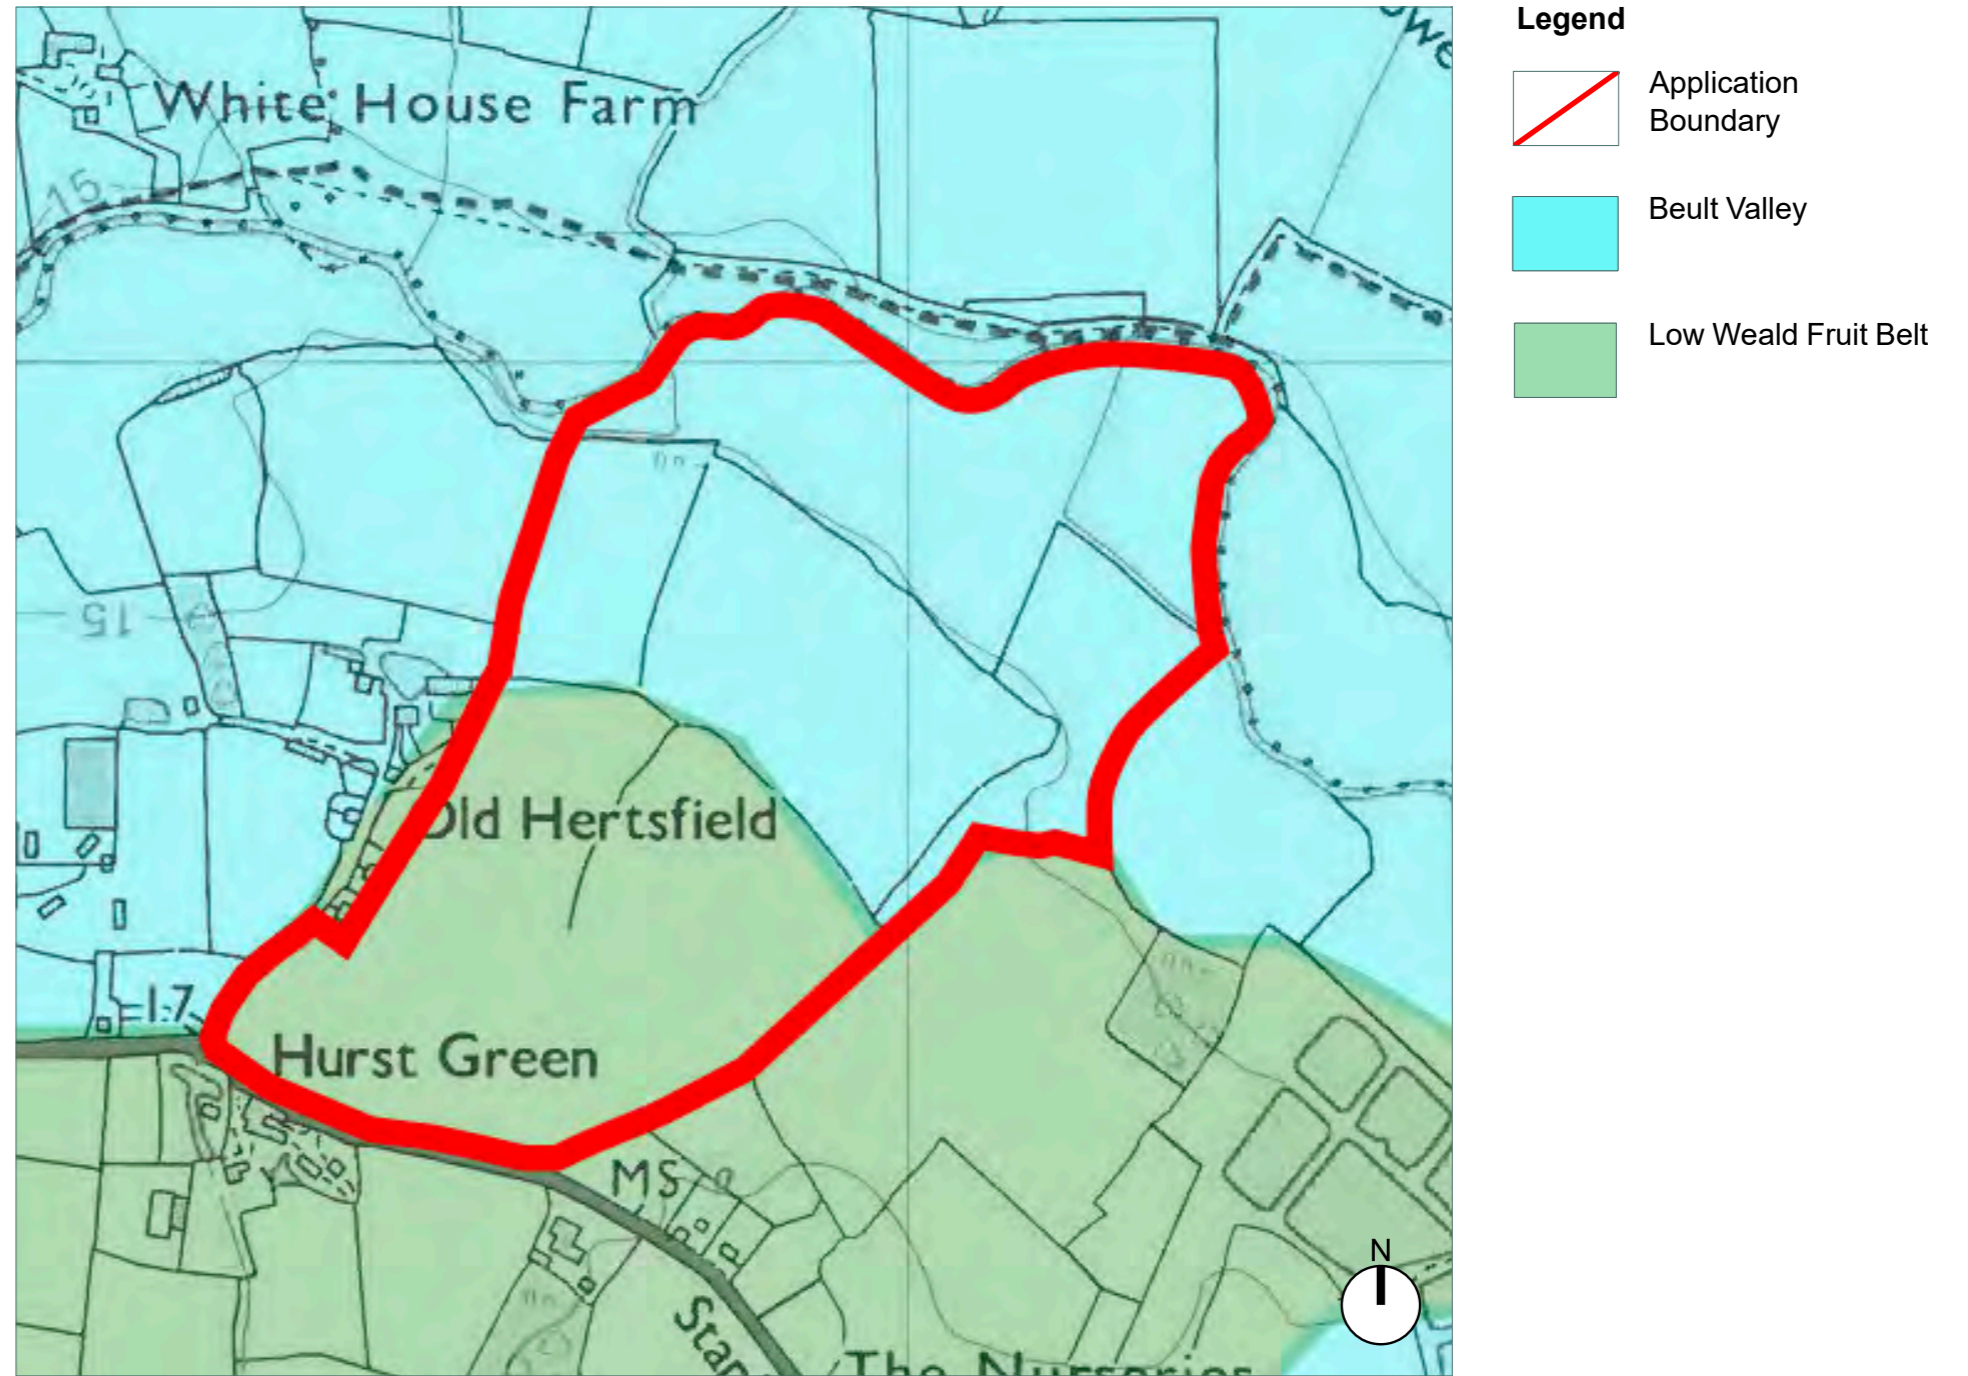 Legend
Application
Boundary
Beult Valley
Low Weald Fruit Belt
White House Farm
15
15
Old Hertsfield
17
Hurst Green
MS
N
The Nurseries